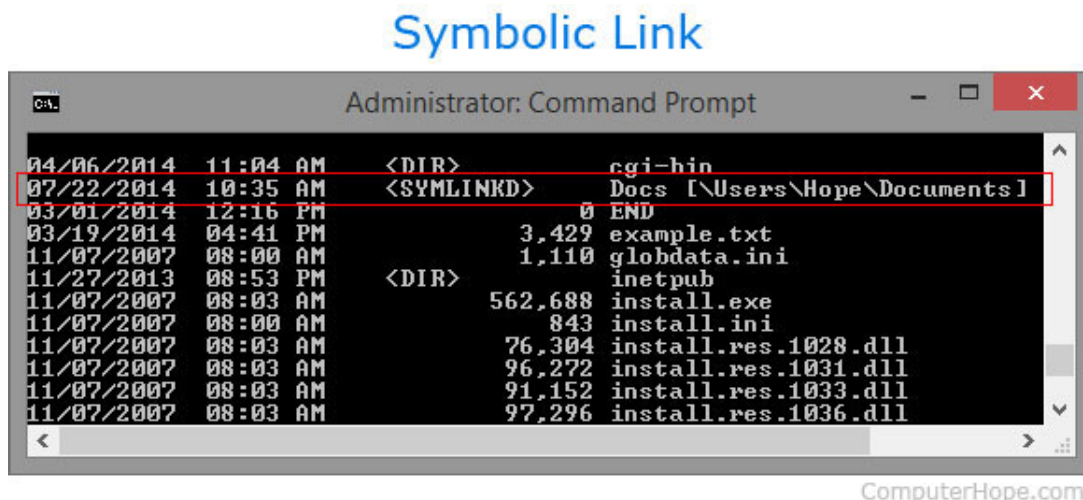 Symbolic Link
C:\. Administrator: Command Prompt
04/06/2014 11:04 AM <DIR> cgi-bin
07/22/2014 10:35 AM <SYMLINKD> Docs [\Users\Hope\Documents]
03/01/2014 12:16 PM 0 END
03/19/2014 04:41 PM 3,429 example.txt
11/07/2007 08:00 AM 1,110 globdata.ini
11/27/2013 08:53 PM <DIR> inetpub
11/07/2007 08:03 AM 562,688 install.exe
11/07/2007 08:00 AM 843 install.ini
11/07/2007 08:03 AM 76,304 install.res.1028.dll
11/07/2007 08:03 AM 96,272 install.res.1031.dll
11/07/2007 08:03 AM 91,152 install.res.1033.dll
11/07/2007 08:03 AM 97,296 install.res.1036.dll
ComputerHope.com